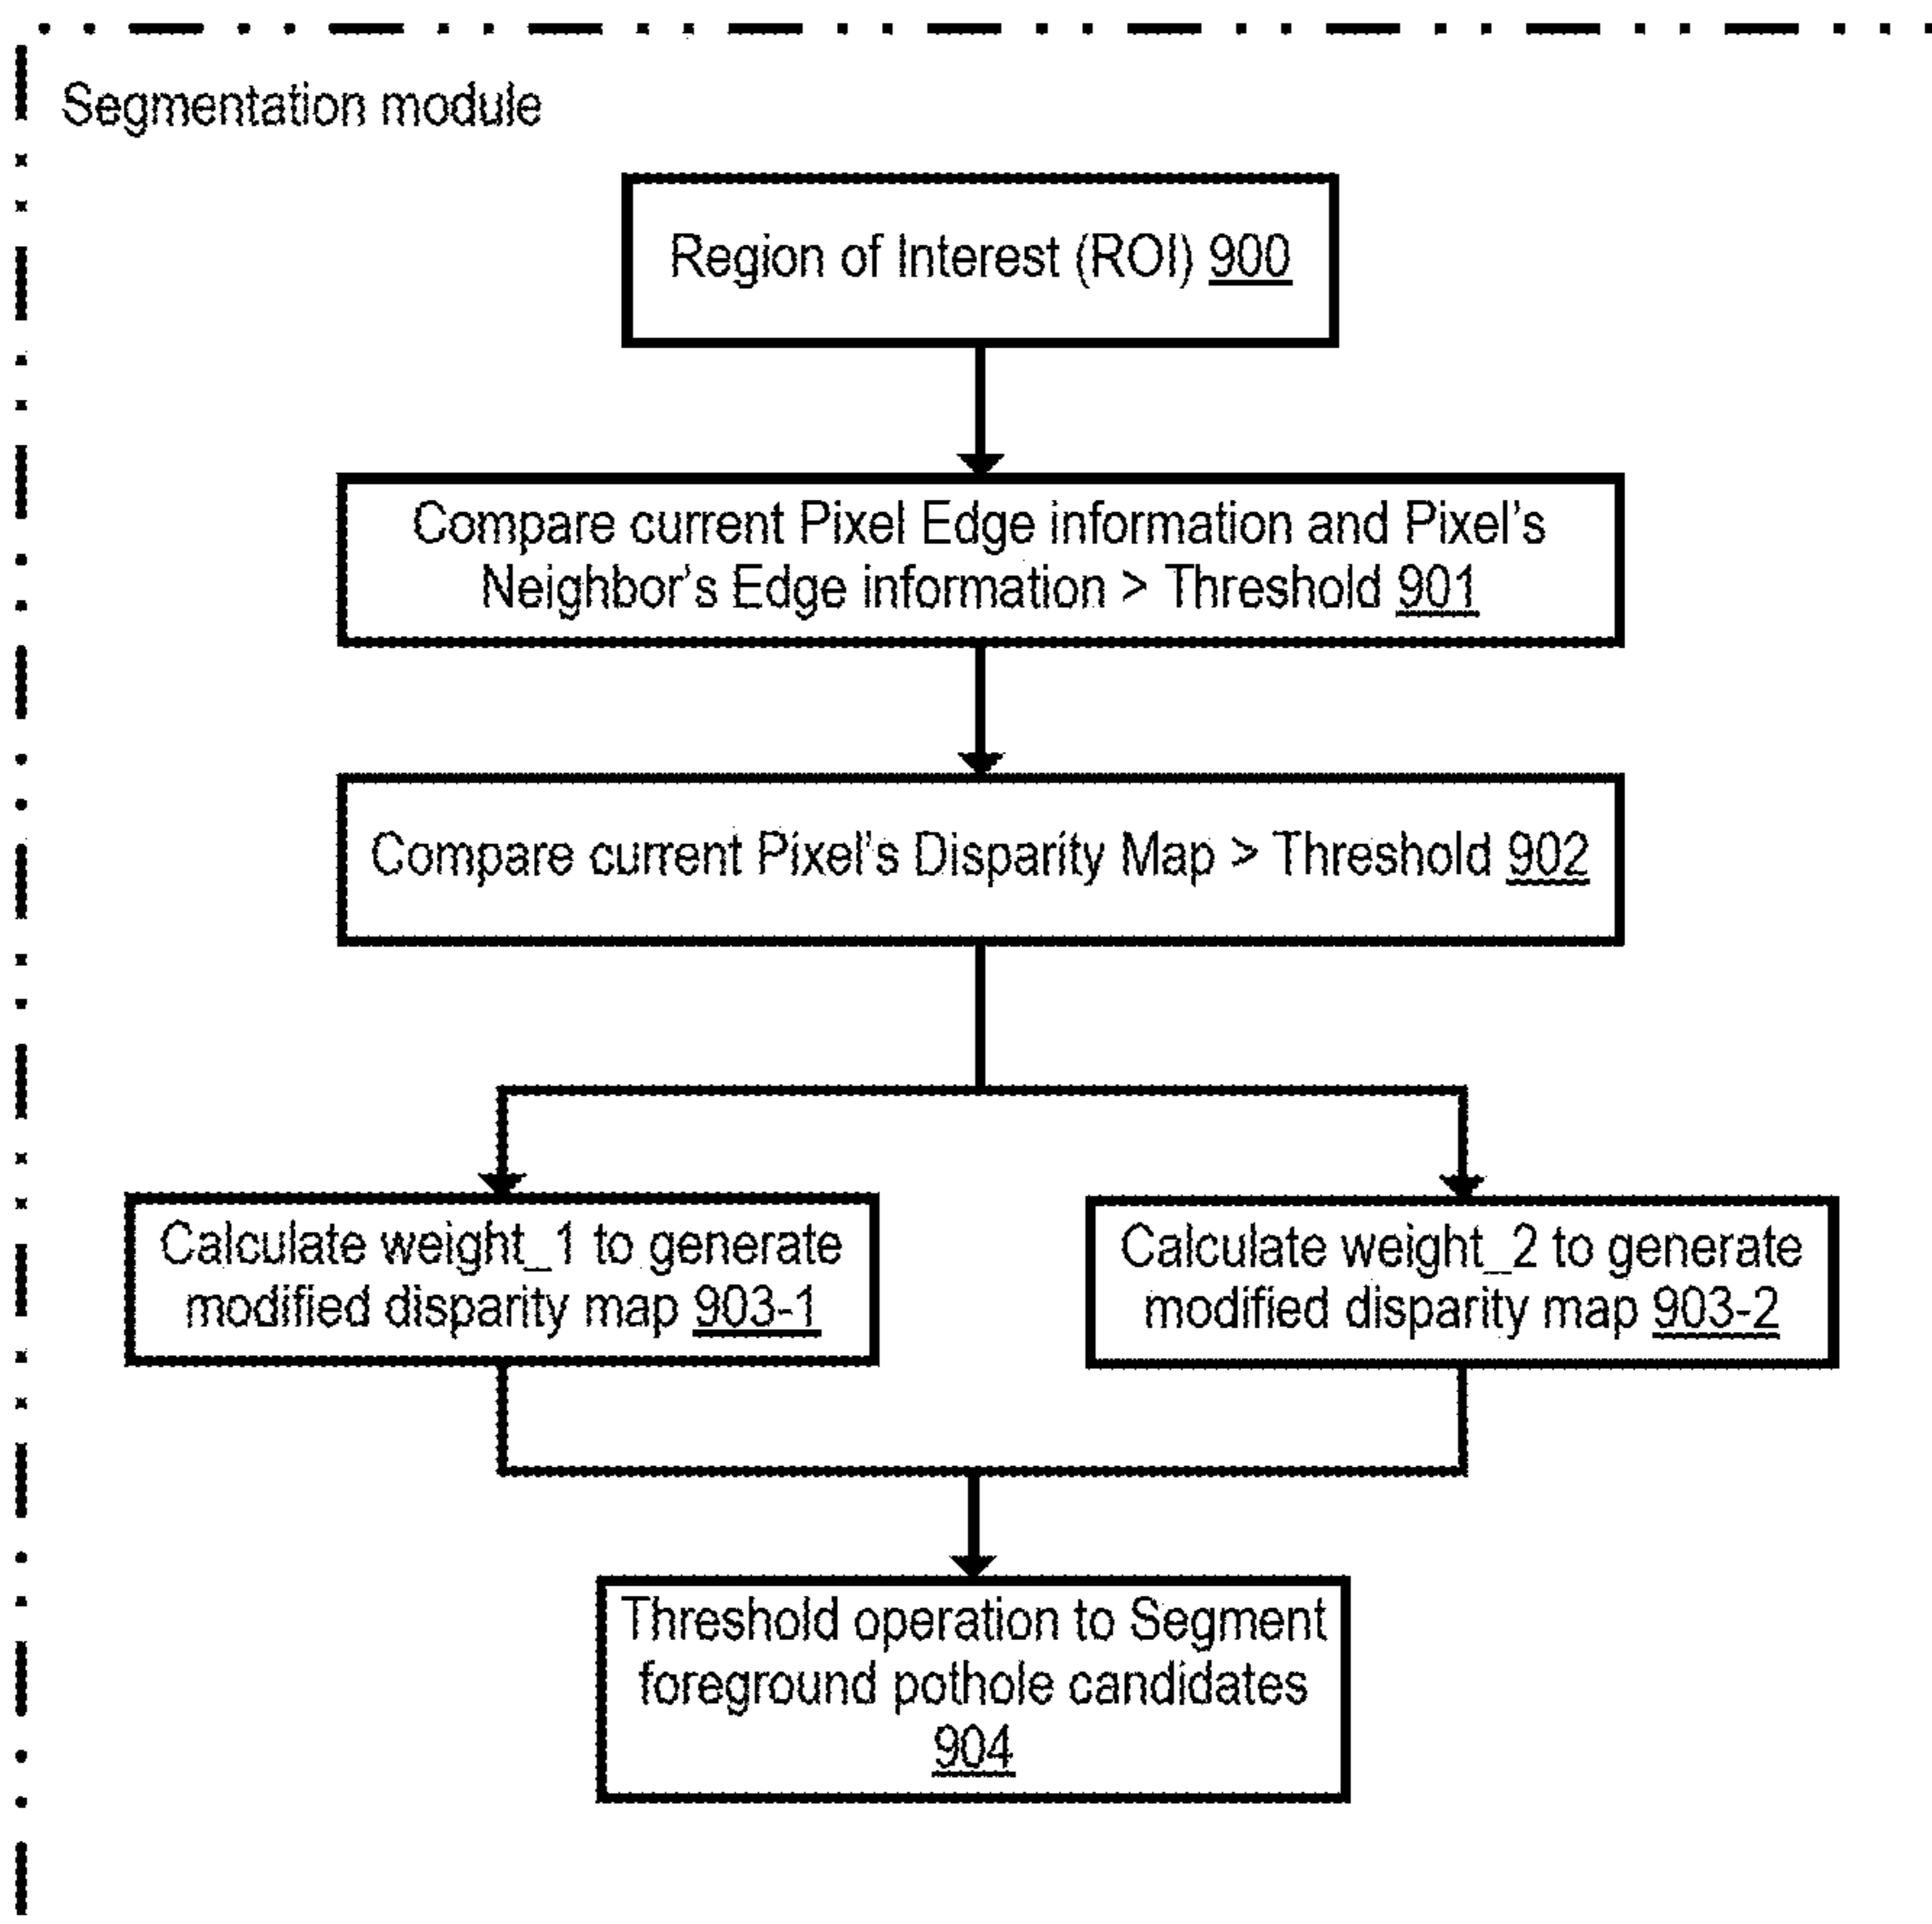 Segmentation module
Region of Interest (ROI) 900
Compare current Pixel Edge information and Pixel's
Neighbor's Edge information > Threshold 901
Compare current Pixel's Disparity Map > Threshold 902
Calculate weight_1 to generate
modified disparity map 903-1
Calculate weight_2 to generate
modified disparity map 903-2
Threshold operation to Segment
foreground pothole candidates
904